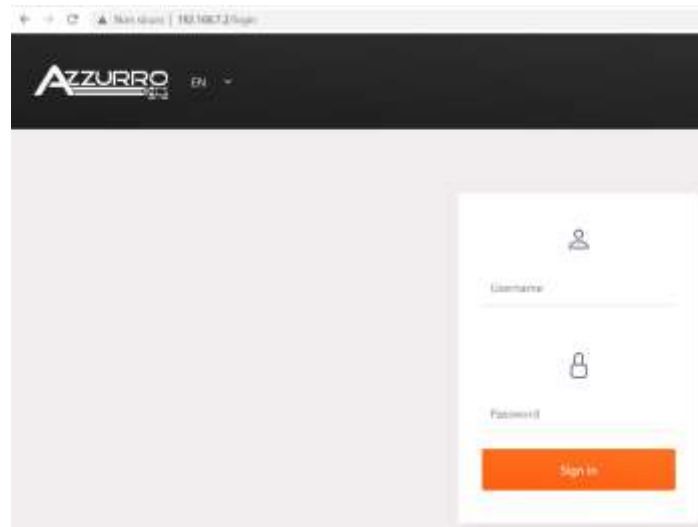 Non sicuro | 192.168.7.2/login
AZZURRO EN
Username
Password
Sign in